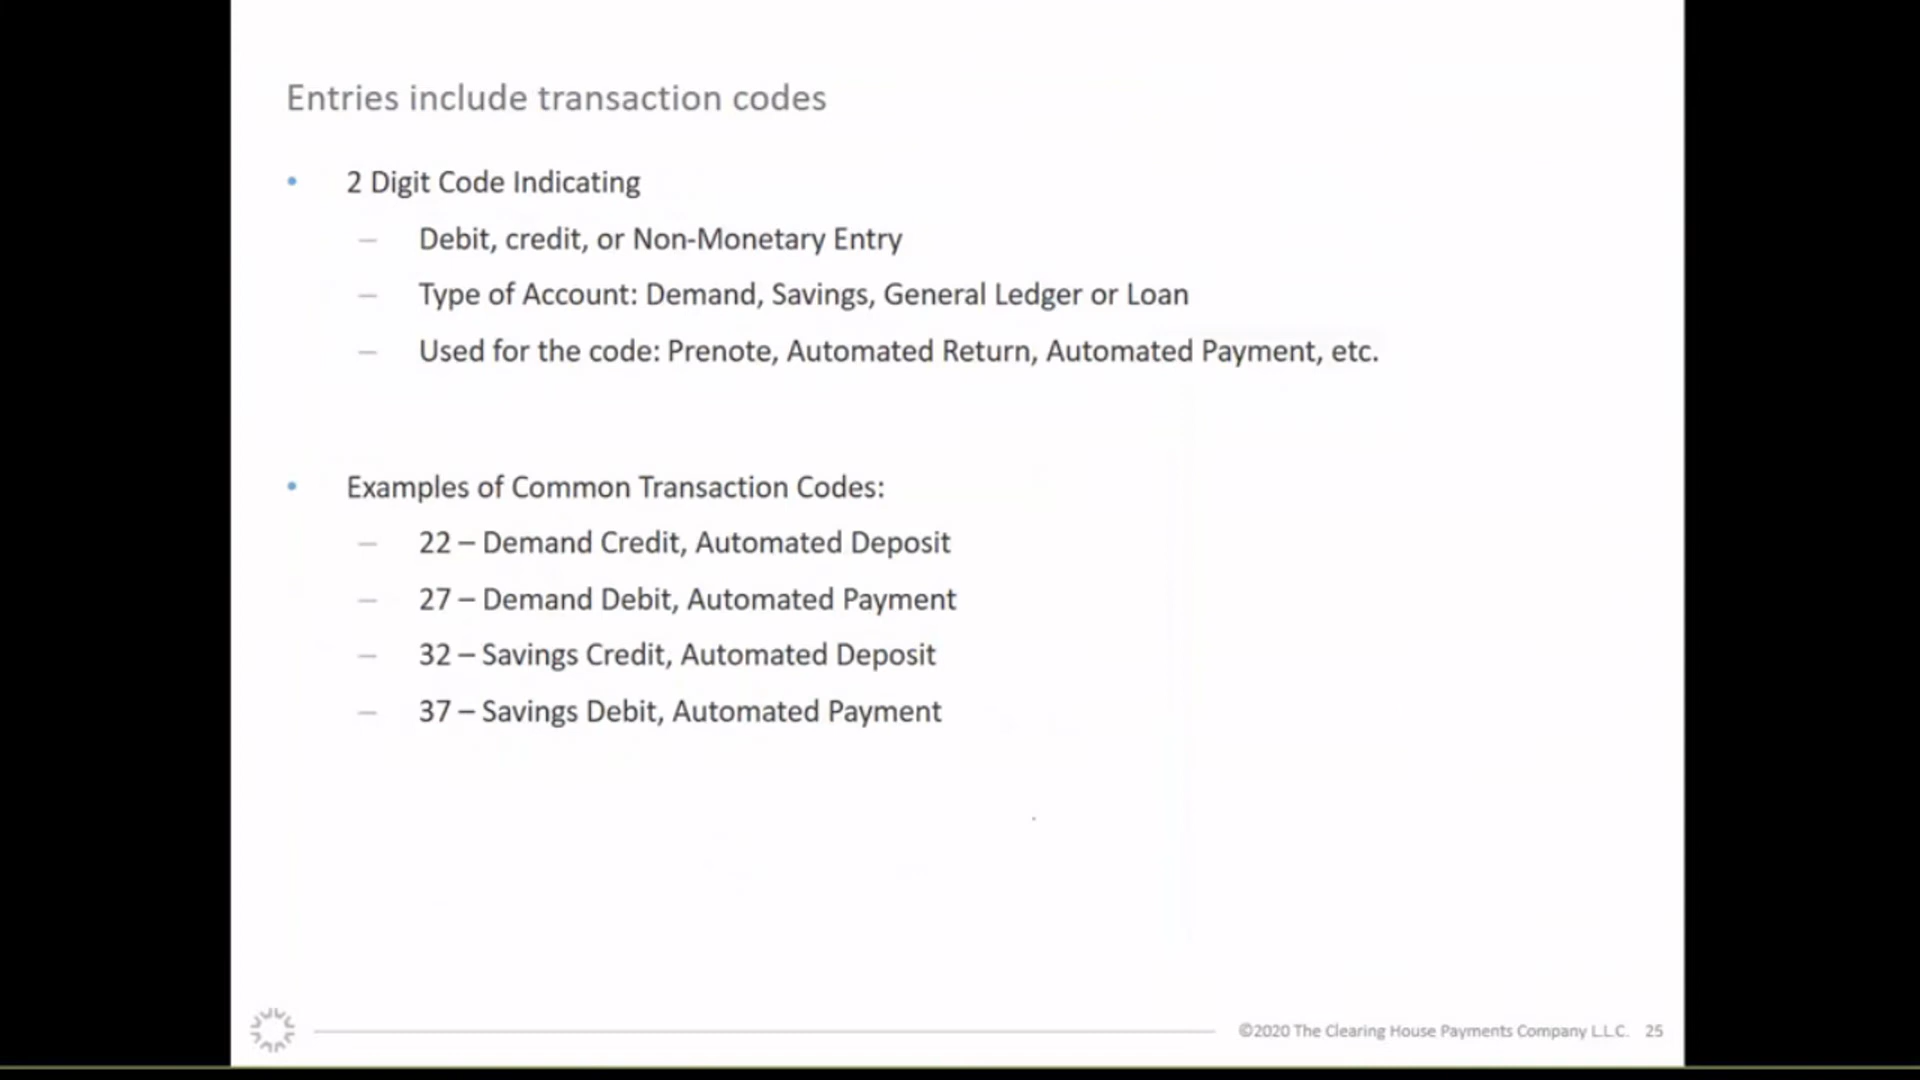 Entries include transaction codes
• 2 Digit Code Indicating
– Debit, credit, or Non-Monetary Entry
– Type of Account: Demand, Savings, General Ledger or Loan
– Used for the code: Prenote, Automated Return, Automated Payment, etc.
• Examples of Common Transaction Codes:
– 22 – Demand Credit, Automated Deposit
– 27 – Demand Debit, Automated Payment
– 32 – Savings Credit, Automated Deposit
– 37 – Savings Debit, Automated Payment
©2020 The Clearing House Payments Company L.L.C. 25